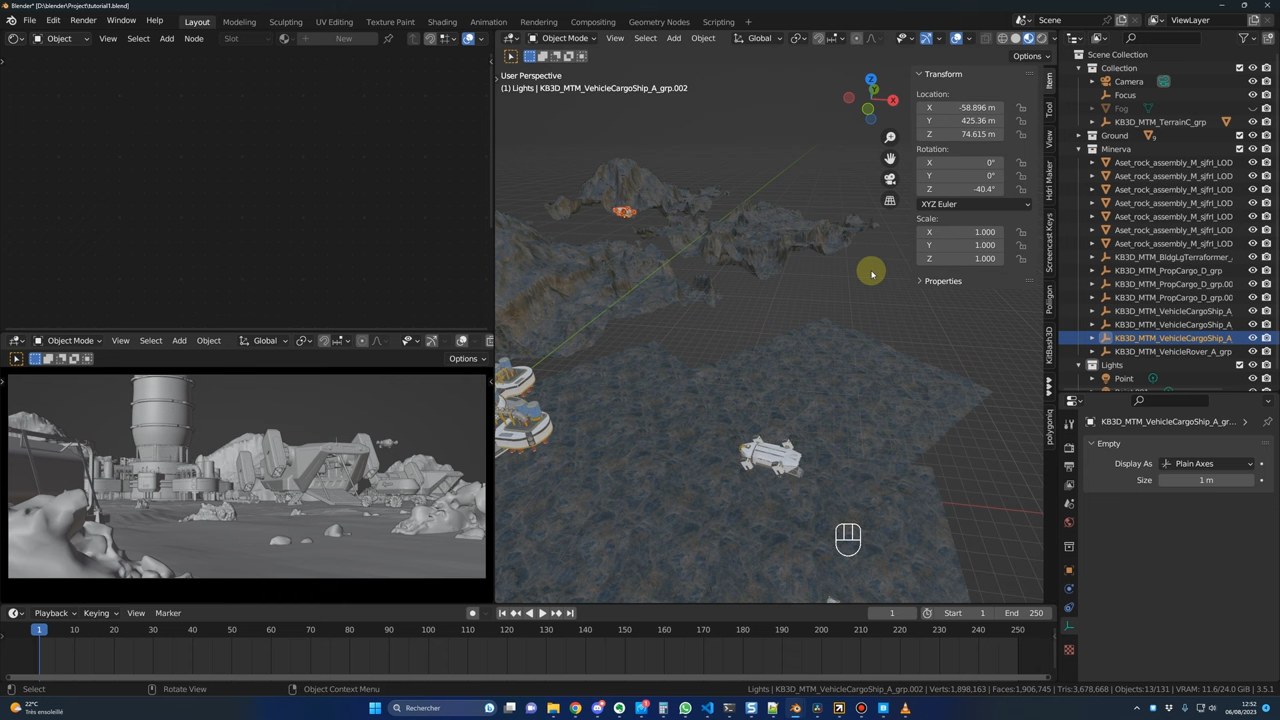 Blender* [D:\blender\Project\tutorial1.blend]
File Edit Render Window Help Layout Modeling Sculpting UV Editing Texture Paint Shading Animation Rendering Compositing Geometry Nodes Scripting + Scene ViewLayer
Object View Select Add Node Slot New
Object Mode View Select Add Object Global
Options
User Perspective
(1) Lights | KB3D_MTM_VehicleCargoShip_A_grp.002
Z
Y
X
Transform
Location:
X -58.896 m
Y 425.36 m
Z 74.615 m
Rotation:
X 0°
Y 0°
Z -40.4°
XYZ Euler
Scale:
X 1.000
Y 1.000
Z 1.000
Properties
Item
Tool
View
Hdri Maker
Screencast Keys
Poliigon
KitBash3D
♥♥♥
polygoniq
Scene Collection
Collection
Camera
Focus
Fog
KB3D_MTM_TerrainC_grp
Ground 9
Minerva
Aset_rock_assembly_M_sjfrl_LOD
Aset_rock_assembly_M_sjfrl_LOD
Aset_rock_assembly_M_sjfrl_LOD
Aset_rock_assembly_M_sjfrl_LOD
Aset_rock_assembly_M_sjfrl_LOD
Aset_rock_assembly_M_sjfrl_LOD
Aset_rock_assembly_M_sjfrl_LOD
KB3D_MTM_BldgLgTerraformer_
KB3D_MTM_PropCargo_D_grp
KB3D_MTM_PropCargo_D_grp.00
KB3D_MTM_PropCargo_D_grp.00
KB3D_MTM_VehicleCargoShip_A
KB3D_MTM_VehicleCargoShip_A
KB3D_MTM_VehicleCargoShip_A
KB3D_MTM_VehicleRover_A_grp
Lights
Point
KB3D_MTM_VehicleCargoShip_A_gr...
Empty
Display As Plain Axes
Size 1 m
Object Mode View Select Add Object Global
Options
Playback Keying View Marker 1 Start 1 End 250
1 10 20 30 40 50 60 70 80 90 100 110 120 130 140 150 160 170 180 190 200 210 220 230 240 250
Select Rotate View Object Context Menu Lights | KB3D_MTM_VehicleCargoShip_A_grp.002 | Verts:1,898,163 | Faces:1,906,745 | Tris:3,678,668 | Objects:13/131 | VRAM: 11.6/24.0 GiB | 3.5.1
22°C
Très ensoleillé
Rechercher
12:52
06/08/2023